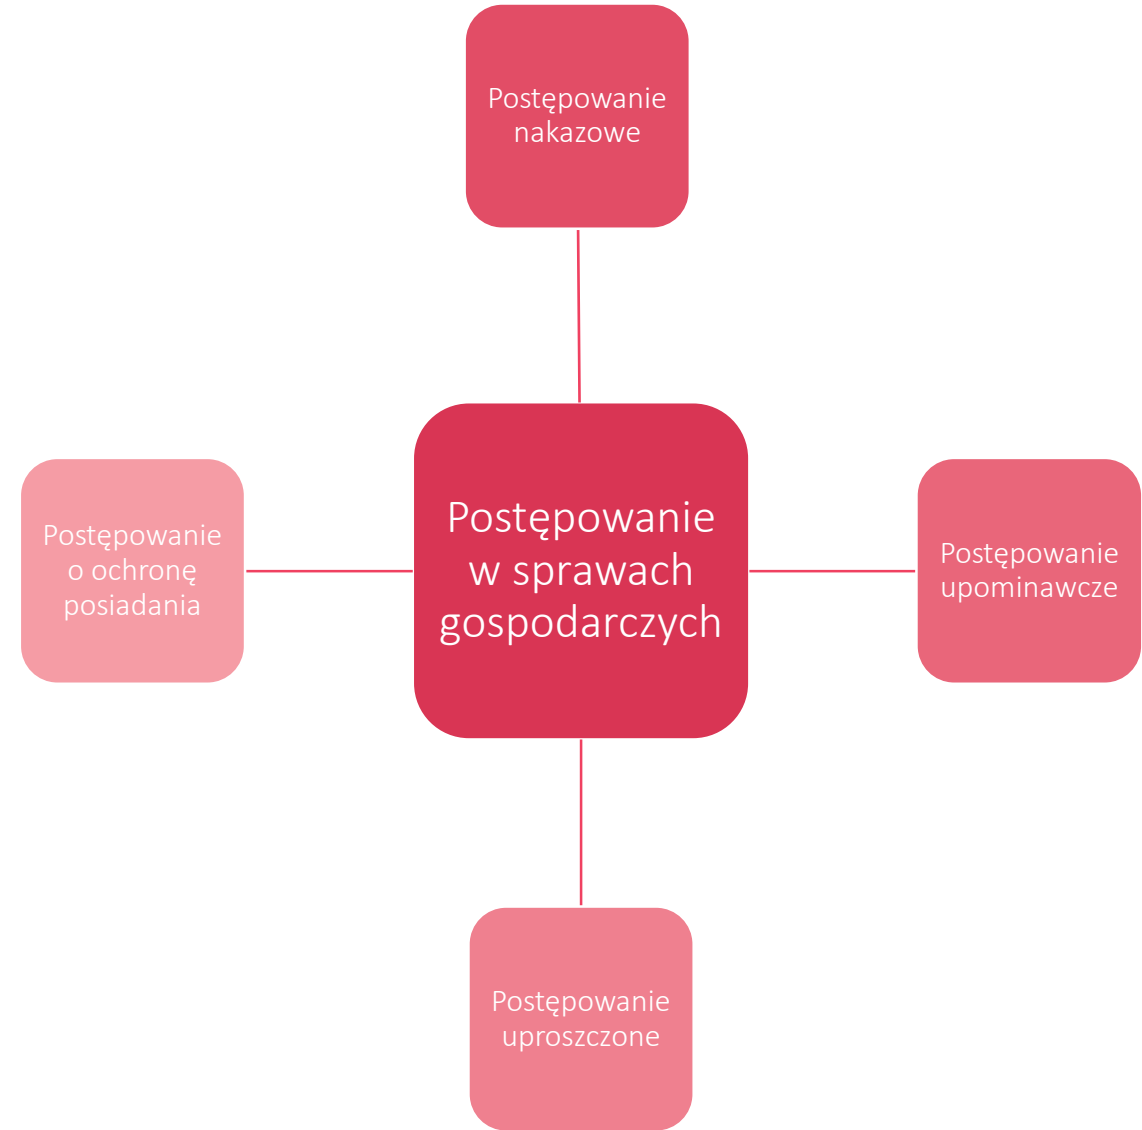 Postępowanie
nakazowe
Postępowanie
o ochronę
posiadania
Postępowanie
w sprawach
gospodarczych
Postępowanie
upominawcze
Postępowanie
uproszczone